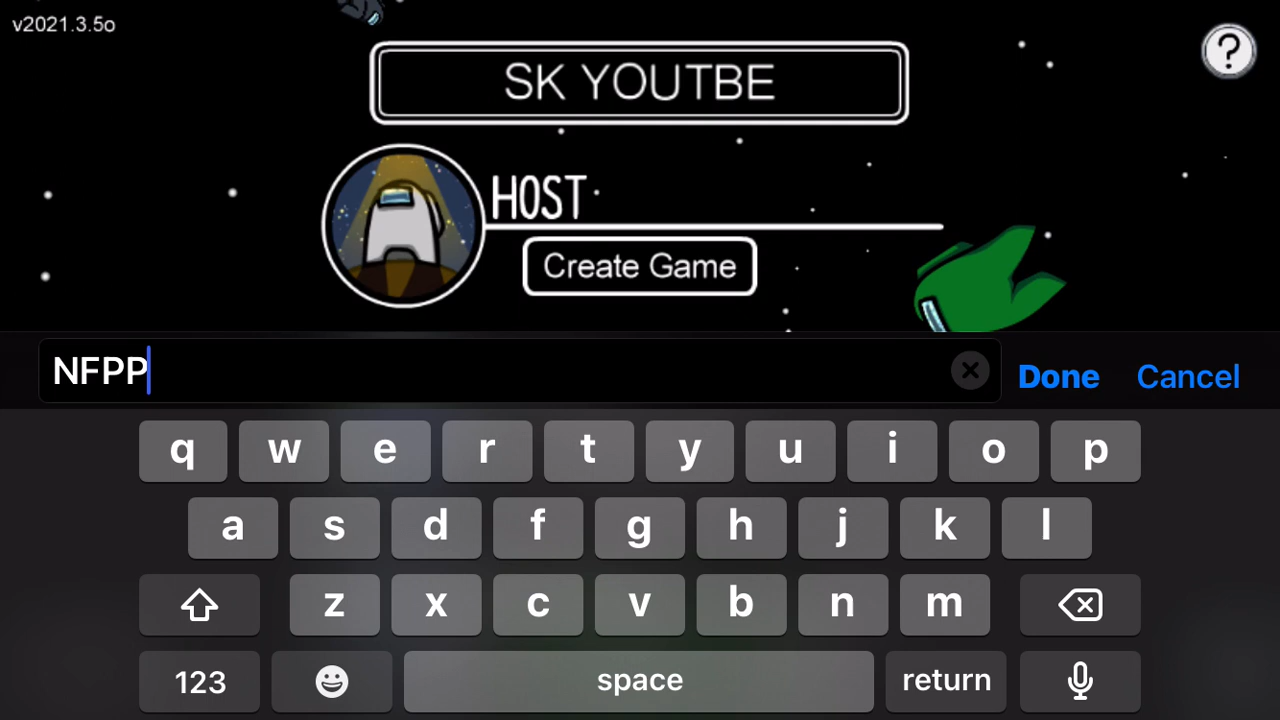 v2021.3.5o
?
SK YOUTBE
HOST
Create Game
NFPP Done Cancel
q w e r t y u i o p
a s d f g h j k l
z x c v b n m
123 space return